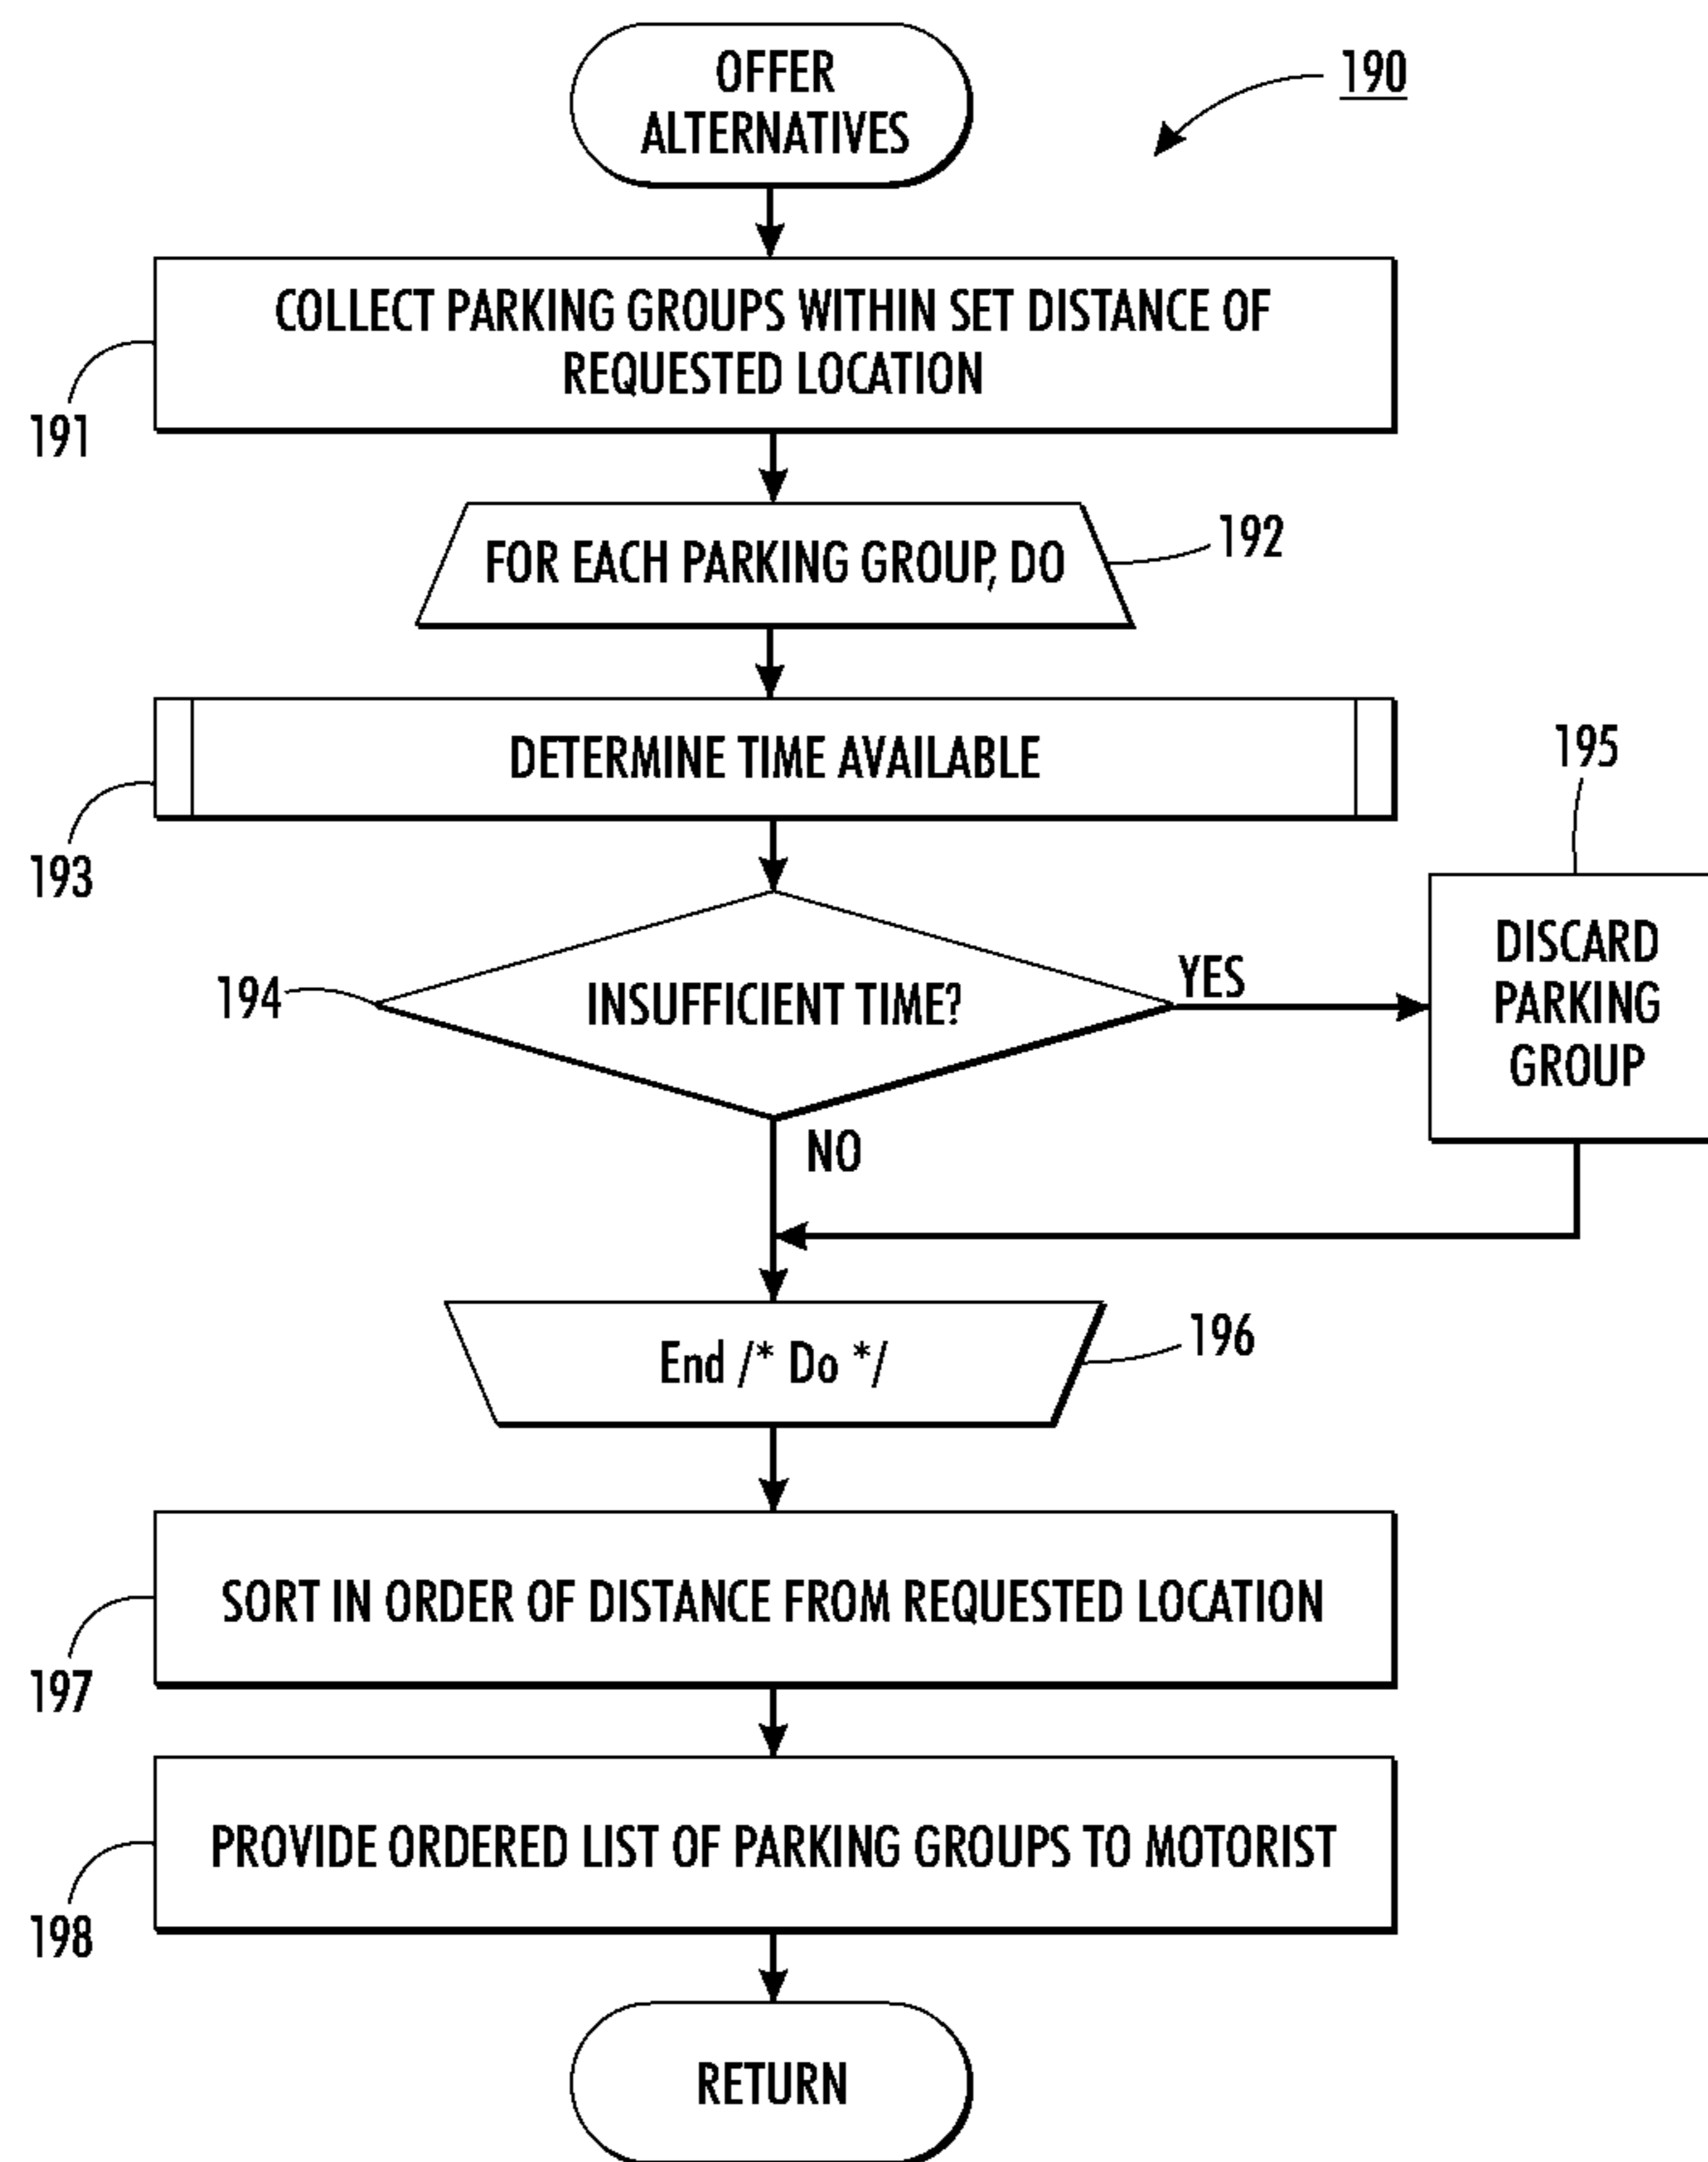 OFFER
ALTERNATIVES
190
COLLECT PARKING GROUPS WITHIN SET DISTANCE OF
REQUESTED LOCATION
191
FOR EACH PARKING GROUP, DO
192
DETERMINE TIME AVAILABLE
193
195
DISCARD
PARKING
GROUP
194
INSUFFICIENT TIME?
YES
NO
End /* Do */
196
SORT IN ORDER OF DISTANCE FROM REQUESTED LOCATION
197
PROVIDE ORDERED LIST OF PARKING GROUPS TO MOTORIST
198
RETURN